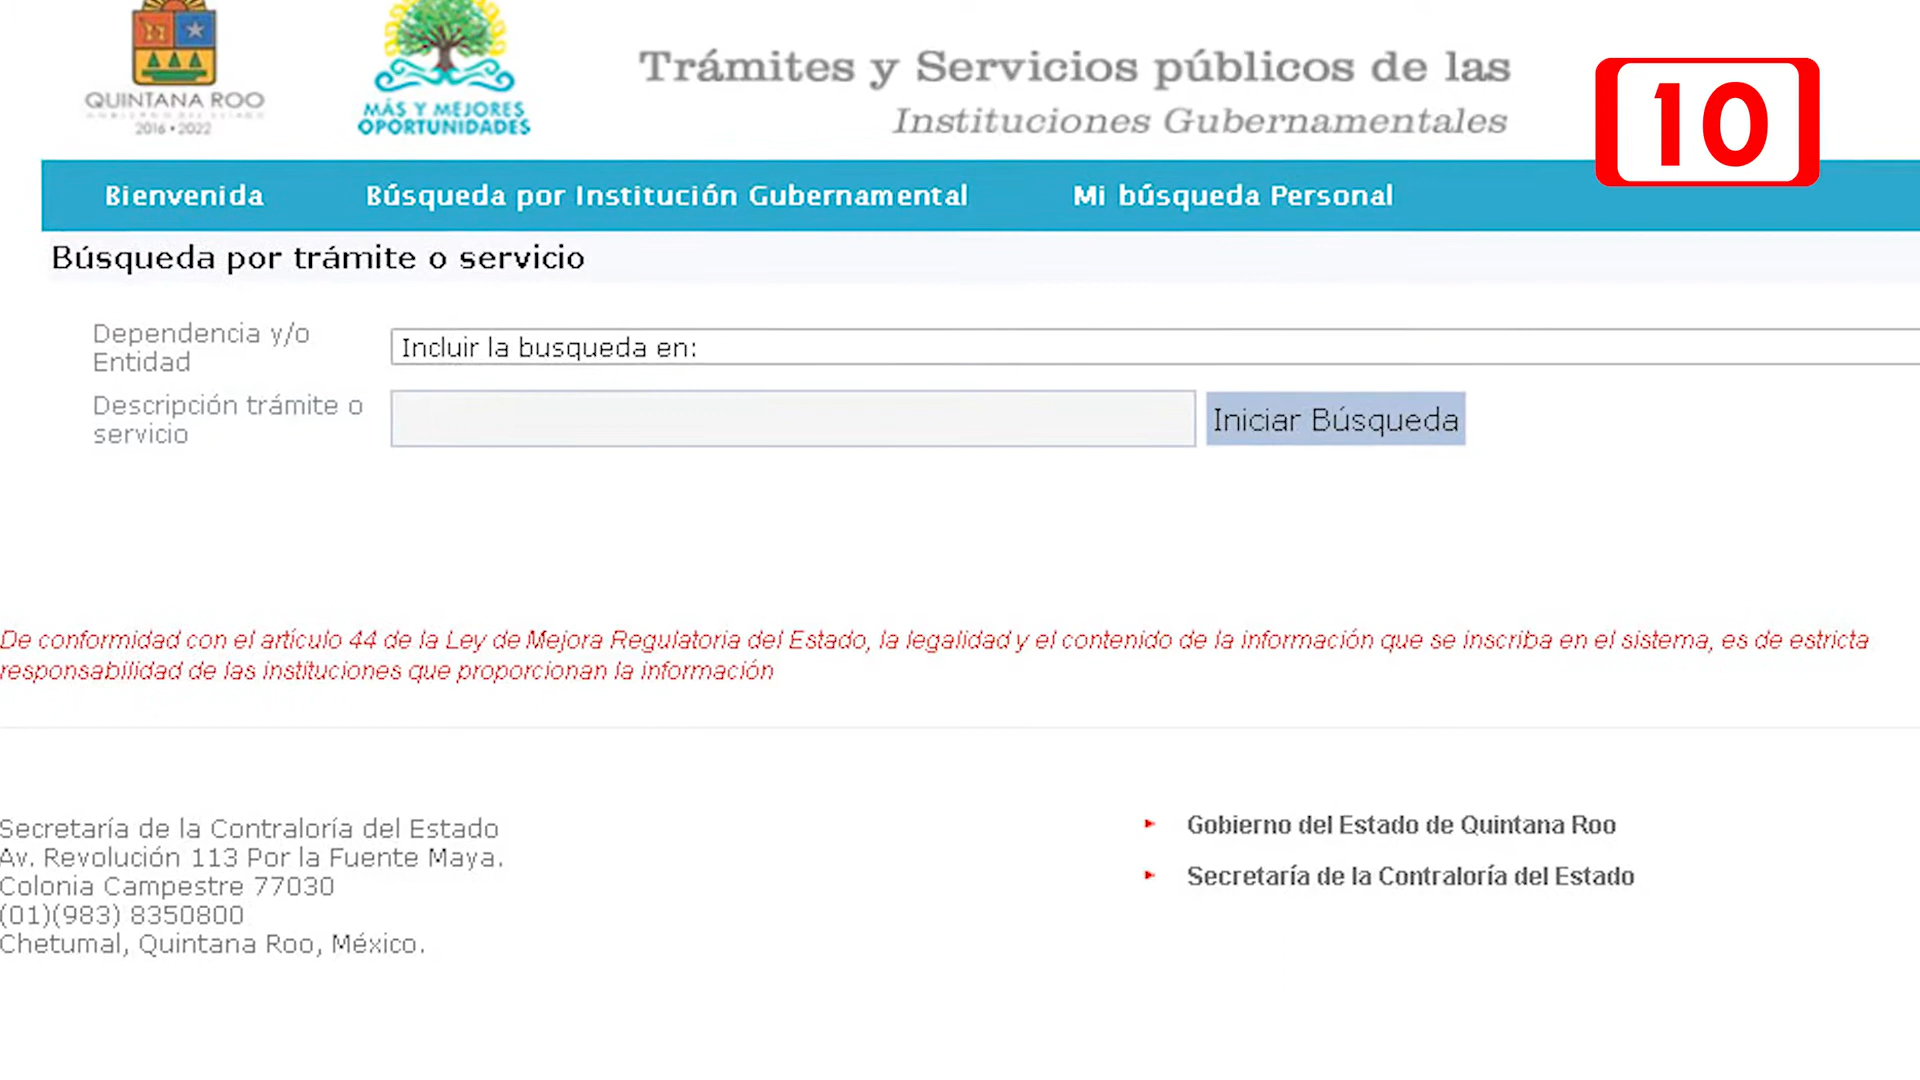 QUINTANA ROO
2016 • 2022
MÁS Y MEJORES
OPORTUNIDADES
Trámites y Servicios públicos de las
Instituciones Gubernamentales
10
Bienvenida
Búsqueda por Institución Gubernamental
Mi búsqueda Personal
Búsqueda por trámite o servicio
Dependencia y/o
Entidad
Incluir la busqueda en:
Descripción trámite o
servicio
Iniciar Búsqueda
De conformidad con el artículo 44 de la Ley de Mejora Regulatoria del Estado, la legalidad y el contenido de la información que se inscriba en el sistema, es de estricta
responsabilidad de las instituciones que proporcionan la información
Secretaría de la Contraloría del Estado
Av. Revolución 113 Por la Fuente Maya.
Colonia Campestre 77030
(01)(983) 8350800
Chetumal, Quintana Roo, México.
Gobierno del Estado de Quintana Roo
Secretaría de la Contraloría del Estado